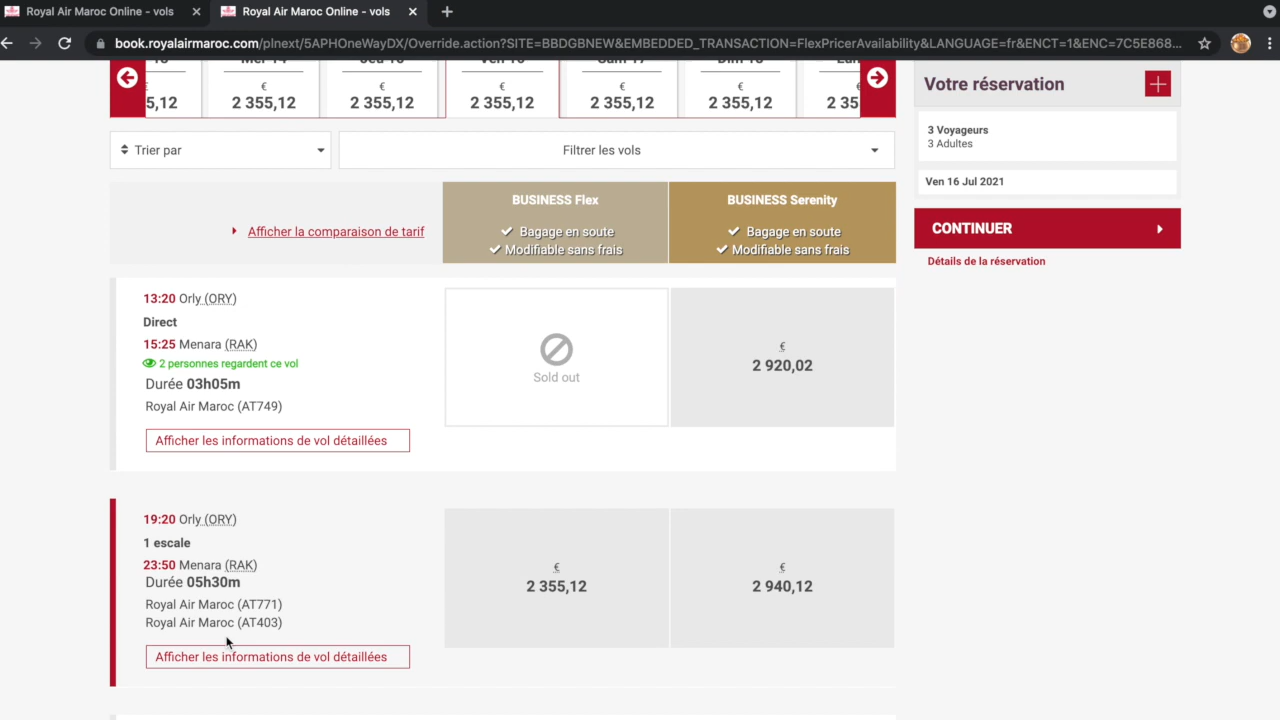 Royal Air Maroc Online - vols
Royal Air Maroc Online - vols
book.royalairmaroc.com/plnext/5APHOneWayDX/Override.action?SITE=BBDGBNEW&EMBEDDED_TRANSACTION=FlexPricerAvailability&LANGUAGE=fr&ENCT=1&ENC=7C5E868...
€ € € € € € €
5,12 2 355,12 2 355,12 2 355,12 2 355,12 2 355,12 2 35
Trier par Filtrer les vols
Votre réservation
3 Voyageurs
3 Adultes
Ven 16 Jul 2021
CONTINUER
Détails de la réservation
Afficher la comparaison de tarif
BUSINESS Flex
Bagage en soute
Modifiable sans frais
BUSINESS Serenity
Bagage en soute
Modifiable sans frais
13:20 Orly (ORY)
Direct
15:25 Menara (RAK)
2 personnes regardent ce vol
Durée 03h05m
Royal Air Maroc (AT749)
Afficher les informations de vol détaillées
Sold out
€
2 920,02
19:20 Orly (ORY)
1 escale
23:50 Menara (RAK)
Durée 05h30m
Royal Air Maroc (AT771)
Royal Air Maroc (AT403)
Afficher les informations de vol détaillées
€
2 355,12
€
2 940,12